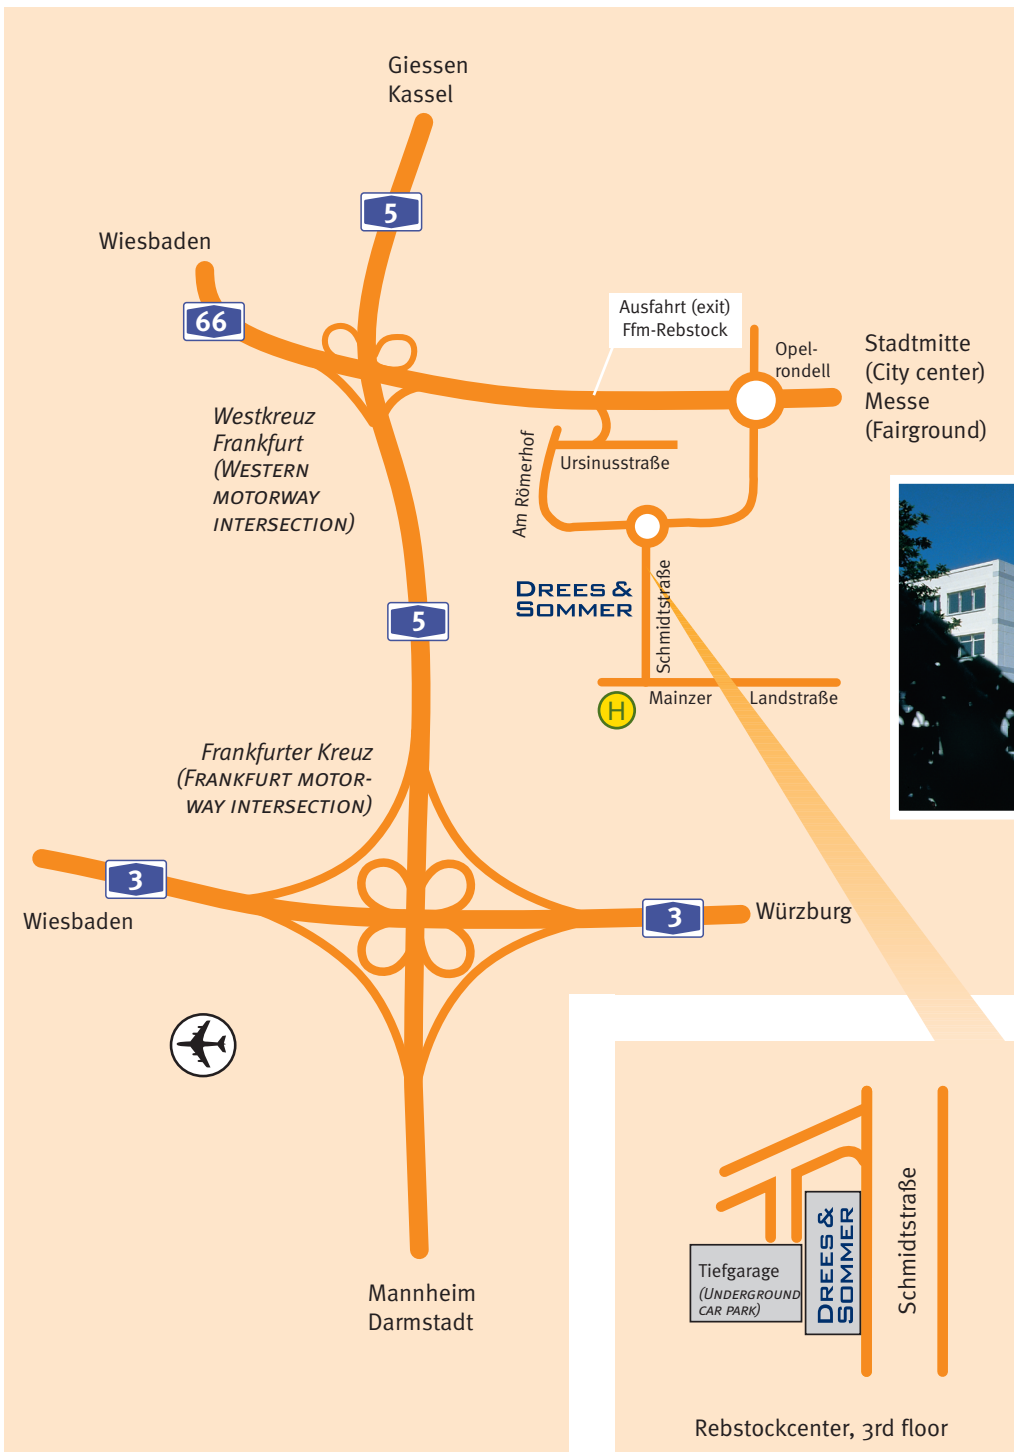 Giessen
Kassel
5
Wiesbaden
66
Ausfahrt (exit)
Ffm-Rebstock
Opel-
rondell
Stadtmitte
(City center)
Messe
(Fairground)
Westkreuz
Frankfurt
(WESTERN
MOTORWAY
INTERSECTION)
Am Römerhof
Ursinusstraße
DREES &
SOMMER
Schmidtstraße
5
Mainzer Landstraße
H
Frankfurter Kreuz
(FRANKFURT MOTOR-
WAY INTERSECTION)
3
Wiesbaden
3
Würzburg
Mannheim
Darmstadt
Tiefgarage
(UNDERGROUND
CAR PARK)
DREES &
SOMMER
Schmidtstraße
Rebstockcenter, 3rd floor